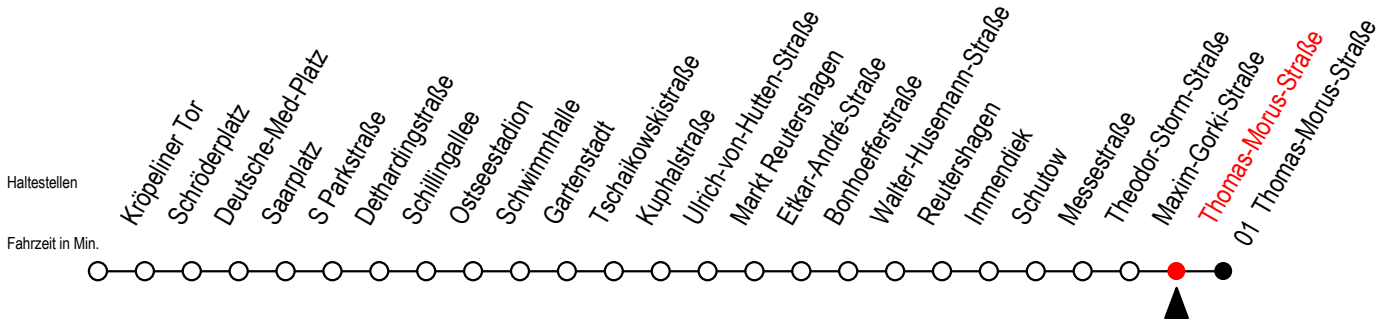 Haltestellen
Fahrzeit in Min.
Kröpeliner Tor
Schröderplatz
Deutsche-Med-Platz
Saarplatz
S Parkstraße
Dethardingstraße
Schillingallee
Ostseestadion
Schwimmhalle
Gartenstadt
Tschaikowskistraße
Kuphalstraße
Ulrich-von-Hutten-Straße
Markt Reutershagen
Etkar-André-Straße
Bonhoefferstraße
Walter-Husemann-Straße
Reutershagen
Immendiek
Schutow
Messestraße
Theodor-Storm-Straße
Maxim-Gorki-Straße
Thomas-Morus-Straße
01 Thomas-Morus-Straße